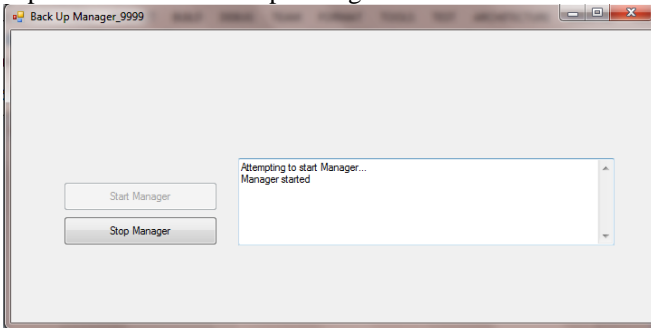 Back Up Manager_9999
Attempting to start Manager...
Manager started
Start Manager
Stop Manager